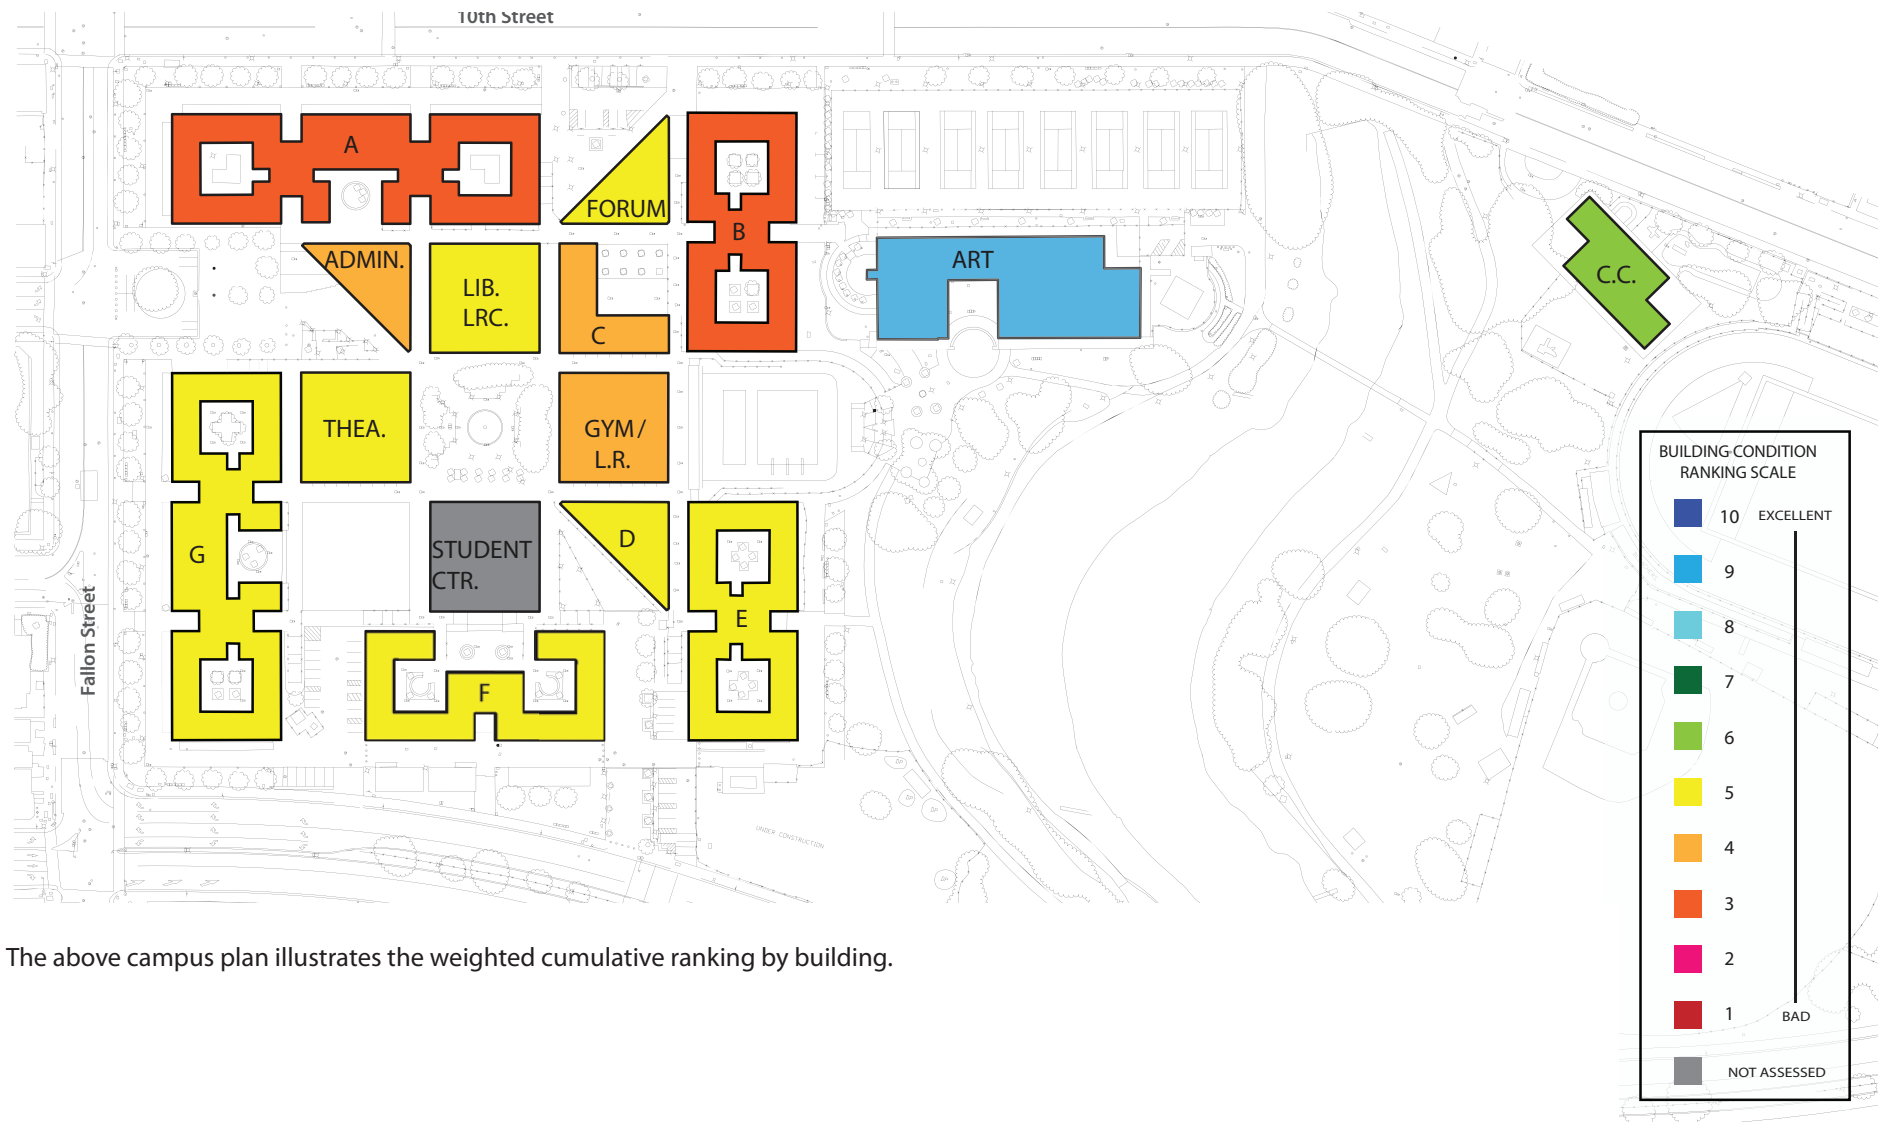 10th Street
A
FORUM
B
ADMIN.
LIB.
LRC.
C
ART
C.C.
THEA.
GYM/
L.R.
G
STUDENT
CTR.
D
E
F
Fallon Street
UNDER CONSTRUCTION
BUILDING CONDITION
RANKING SCALE
10 EXCELLENT
9
8
7
6
5
4
3
2
1 BAD
NOT ASSESSED
The above campus plan illustrates the weighted cumulative ranking by building.